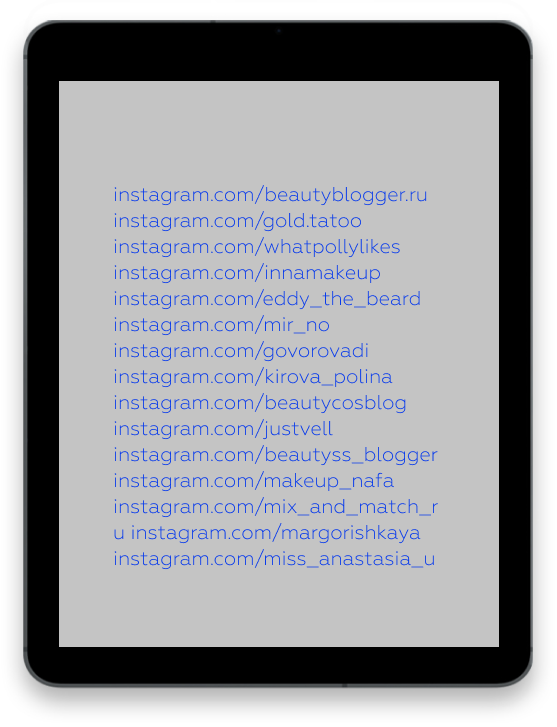 instagram.com/beautyblogger.ru
instagram.com/gold.tatoo
instagram.com/whatpollylikes
instagram.com/innamakeup
instagram.com/eddy_the_beard
instagram.com/mir_no
instagram.com/govorovadi
instagram.com/kirova_polina
instagram.com/beautycosblog
instagram.com/justvell
instagram.com/beautyss_blogger
instagram.com/makeup_nafa
instagram.com/mix_and_match_r
u instagram.com/margorishkaya
instagram.com/miss_anastasia_u